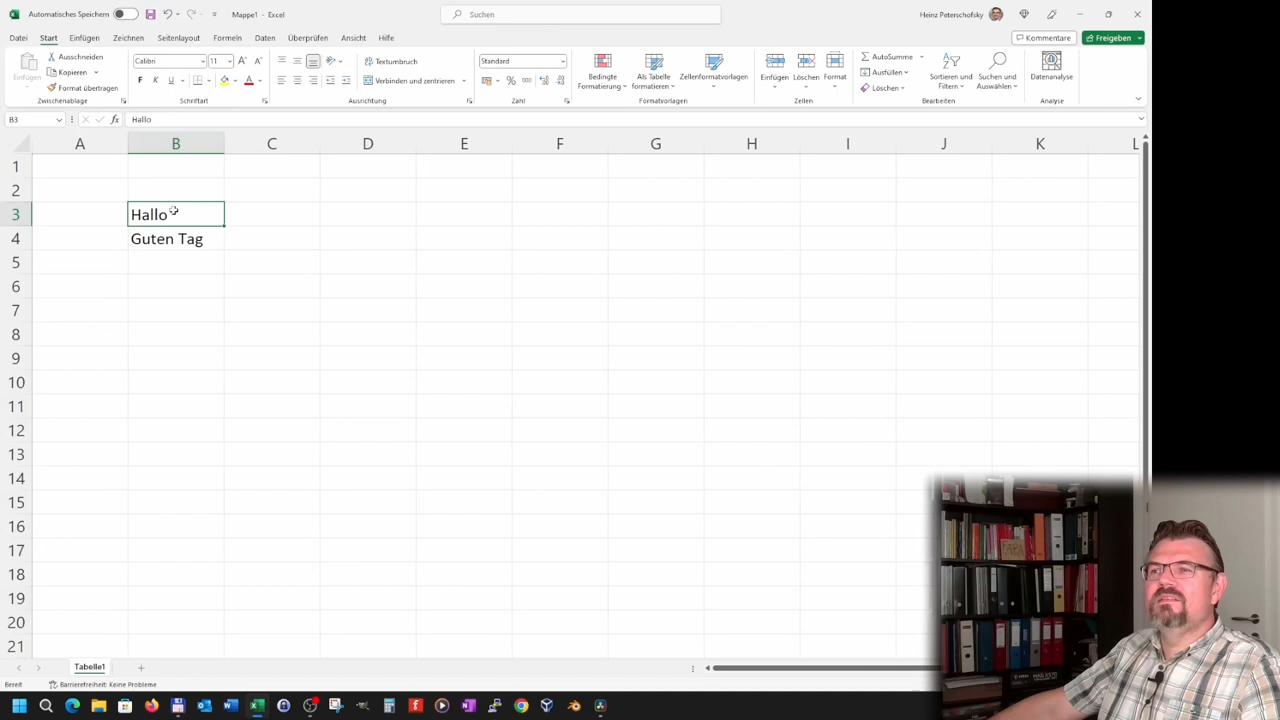 Automatisches Speichern
Mappe1 - Excel
Suchen
Heinz Peterschofsky
Datei Start Einfügen Zeichnen Seitenlayout Formeln Daten Überprüfen Ansicht Hilfe
Kommentare Freigeben
Einfügen
Ausschneiden
Kopieren
Format übertragen
Zwischenablage
Calibri 11
Schriftart
Textumbruch
Verbinden und zentrieren
Ausrichtung
Standard
Zahl
Bedingte Formatierung
Als Tabelle formatieren
Zellenformatvorlagen
Formatvorlagen
Einfügen Löschen Format
Zellen
AutoSumme
Ausfüllen
Löschen
Sortieren und Filtern
Suchen und Auswählen
Bearbeiten
Datenanalyse
Analyse
B3 fx Hallo
A B C D E F G H I J K L
1
2
3 Hallo
4 Guten Tag
5
6
7
8
9
10
11
12
13
14
15
16
17
18
19
20
21
Tabelle1
Bereit Barrierefreiheit: Keine Probleme